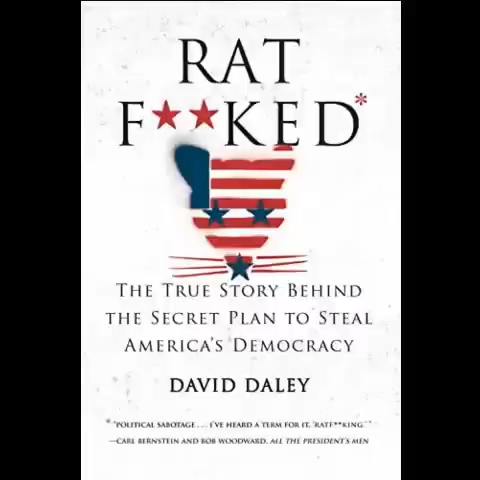 RAT
F**KED*
THE TRUE STORY BEHIND
THE SECRET PLAN TO STEAL
AMERICA'S DEMOCRACY
DAVID DALEY
* "POLITICAL SABOTAGE . . . I'VE HEARD A TERM FOR IT, 'RATF**KING.'"
—CARL BERNSTEIN AND BOB WOODWARD, ALL THE PRESIDENT'S MEN